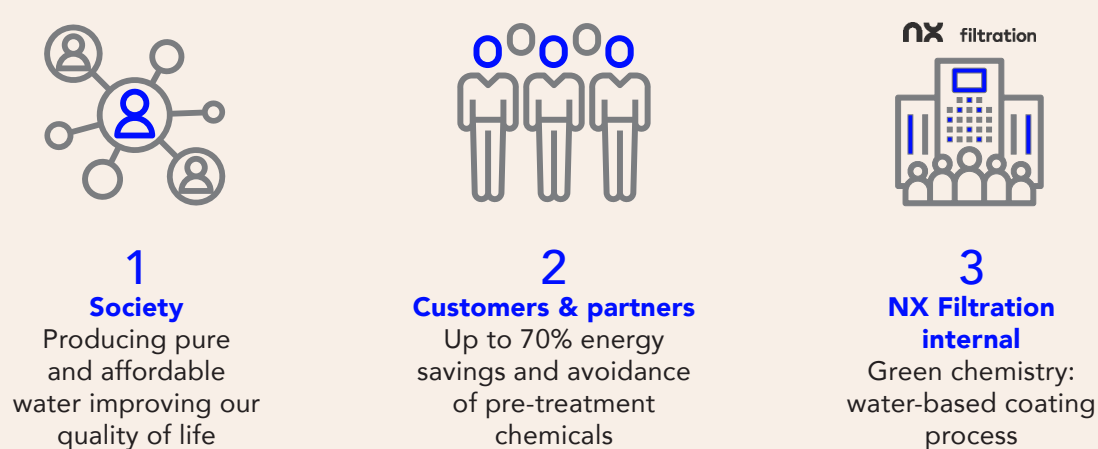 nx filtration
1
Society
Producing pure
and affordable
water improving our
quality of life
2
Customers & partners
Up to 70% energy
savings and avoidance
of pre-treatment
chemicals
3
NX Filtration
internal
Green chemistry:
water-based coating
process